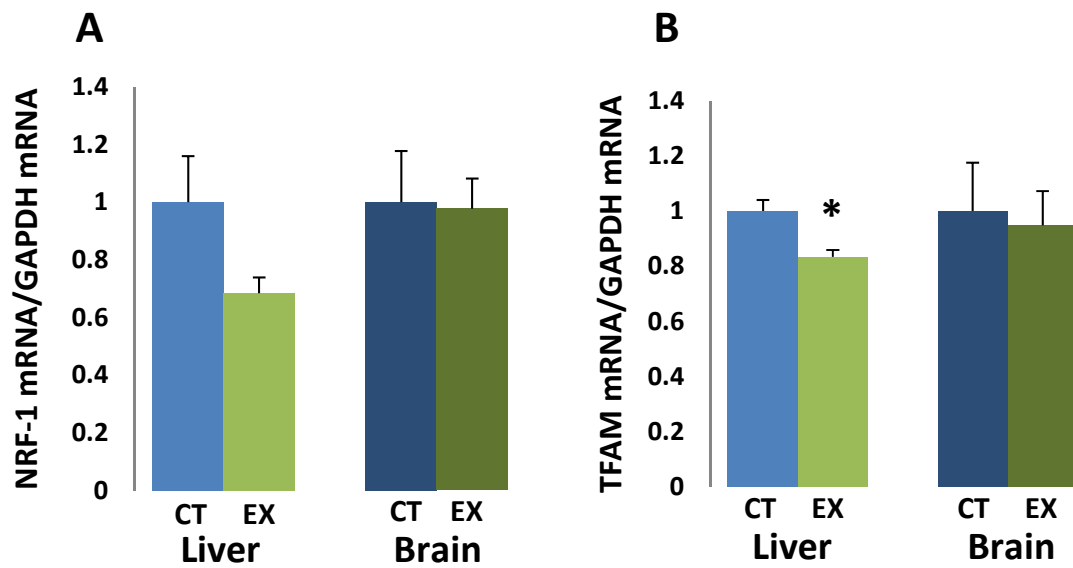 A
NRF-1 mRNA/GAPDH mRNA
1.4
1.2
1
0.8
0.6
0.4
0.2
0
CT EX CT EX
Liver Brain
B
TFAM mRNA/GAPDH mRNA
1.4
1.2
1
0.8
0.6
0.4
0.2
0
*
CT EX CT EX
Liver Brain